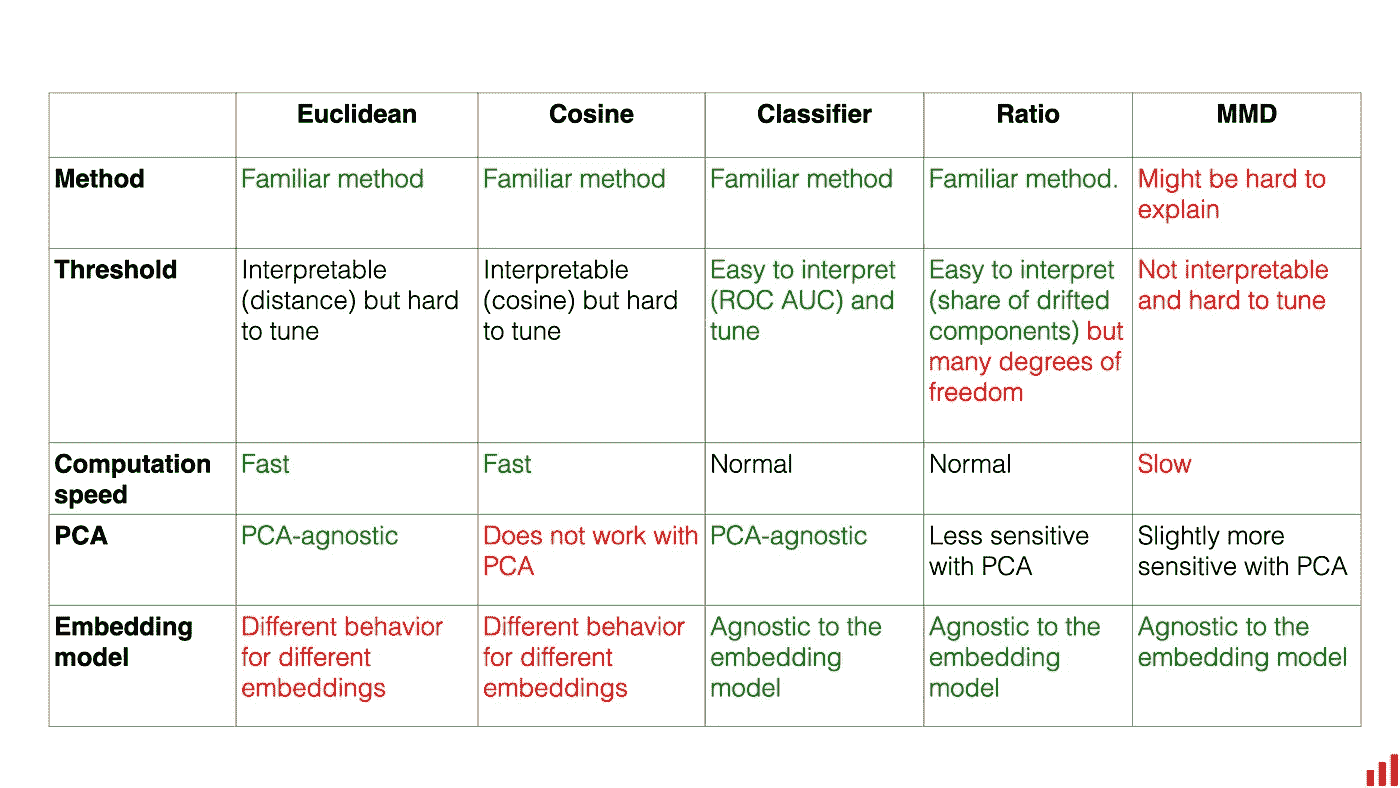 Euclidean Cosine Classifier Ratio MMD
Method Familiar method Familiar method Familiar method Familiar method. Might be hard to
explain
Threshold Interpretable Interpretable Easy to interpret Easy to interpret Not interpretable
(distance) but hard (cosine) but hard (ROC AUC) and (share of drifted and hard to tune
to tune to tune tune components) but
many degrees of
freedom
Computation Fast Fast Normal Normal Slow
speed
PCA PCA-agnostic Does not work with PCA-agnostic Less sensitive Slightly more
PCA with PCA sensitive with PCA
Embedding Different behavior Different behavior Agnostic to the Agnostic to the Agnostic to the
model for different for different embedding embedding embedding model
embeddings embeddings model model